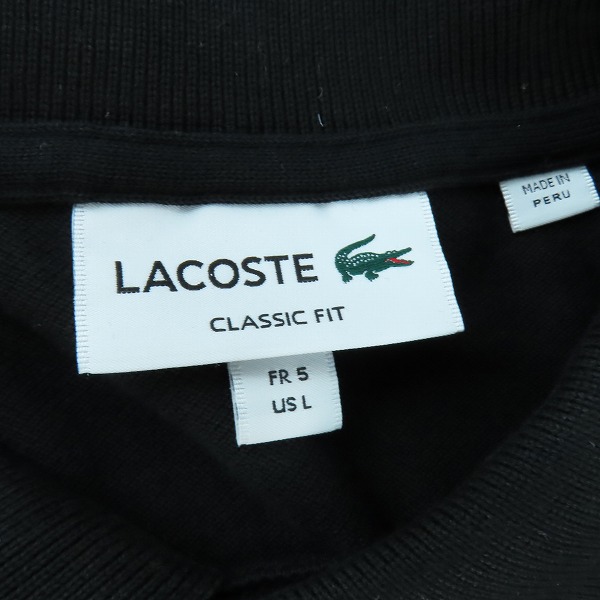 LACOSTE
CLASSIC FIT
FR 5
US L
MADE IN
PERU